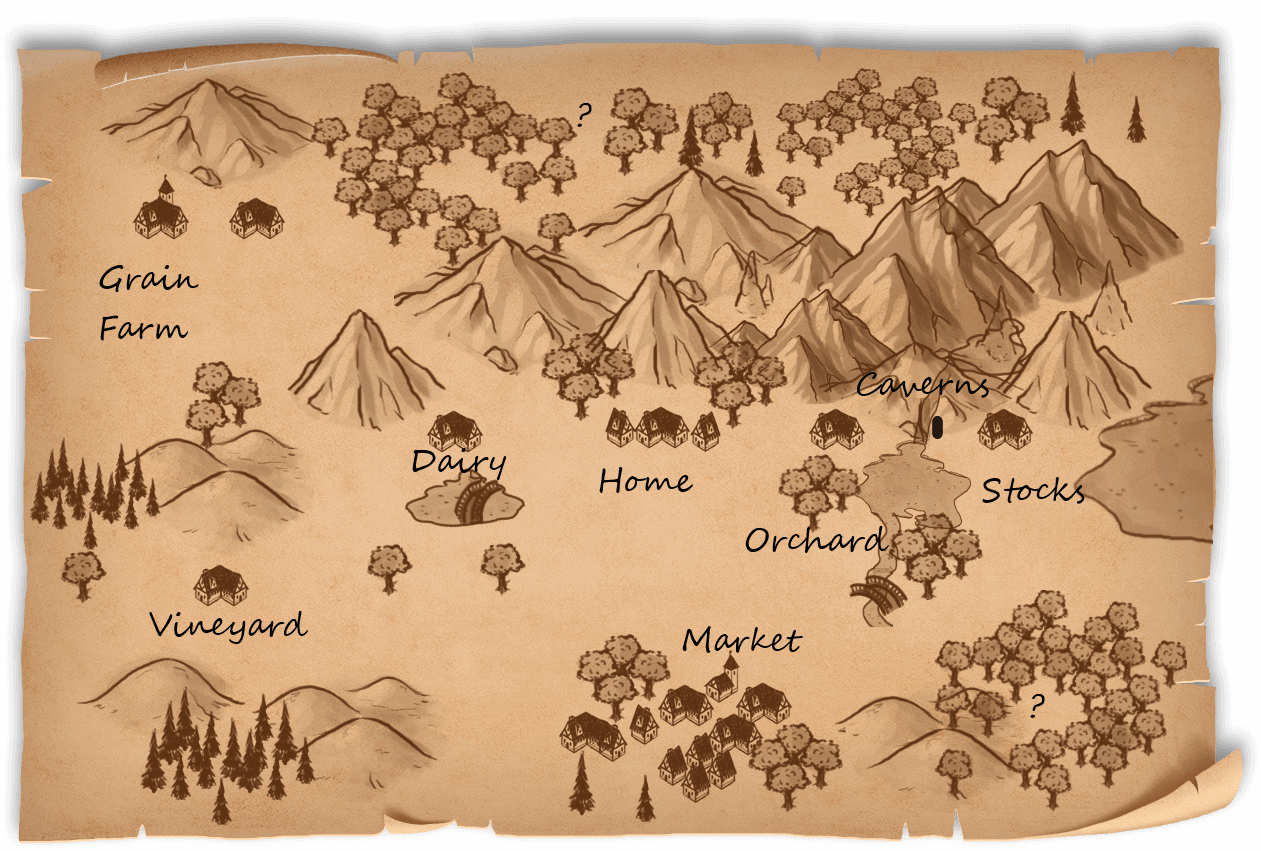 ?
Grain
Farm
Caverns
Dairy
Home
Stocks
Orchard
Vineyard
Market
?